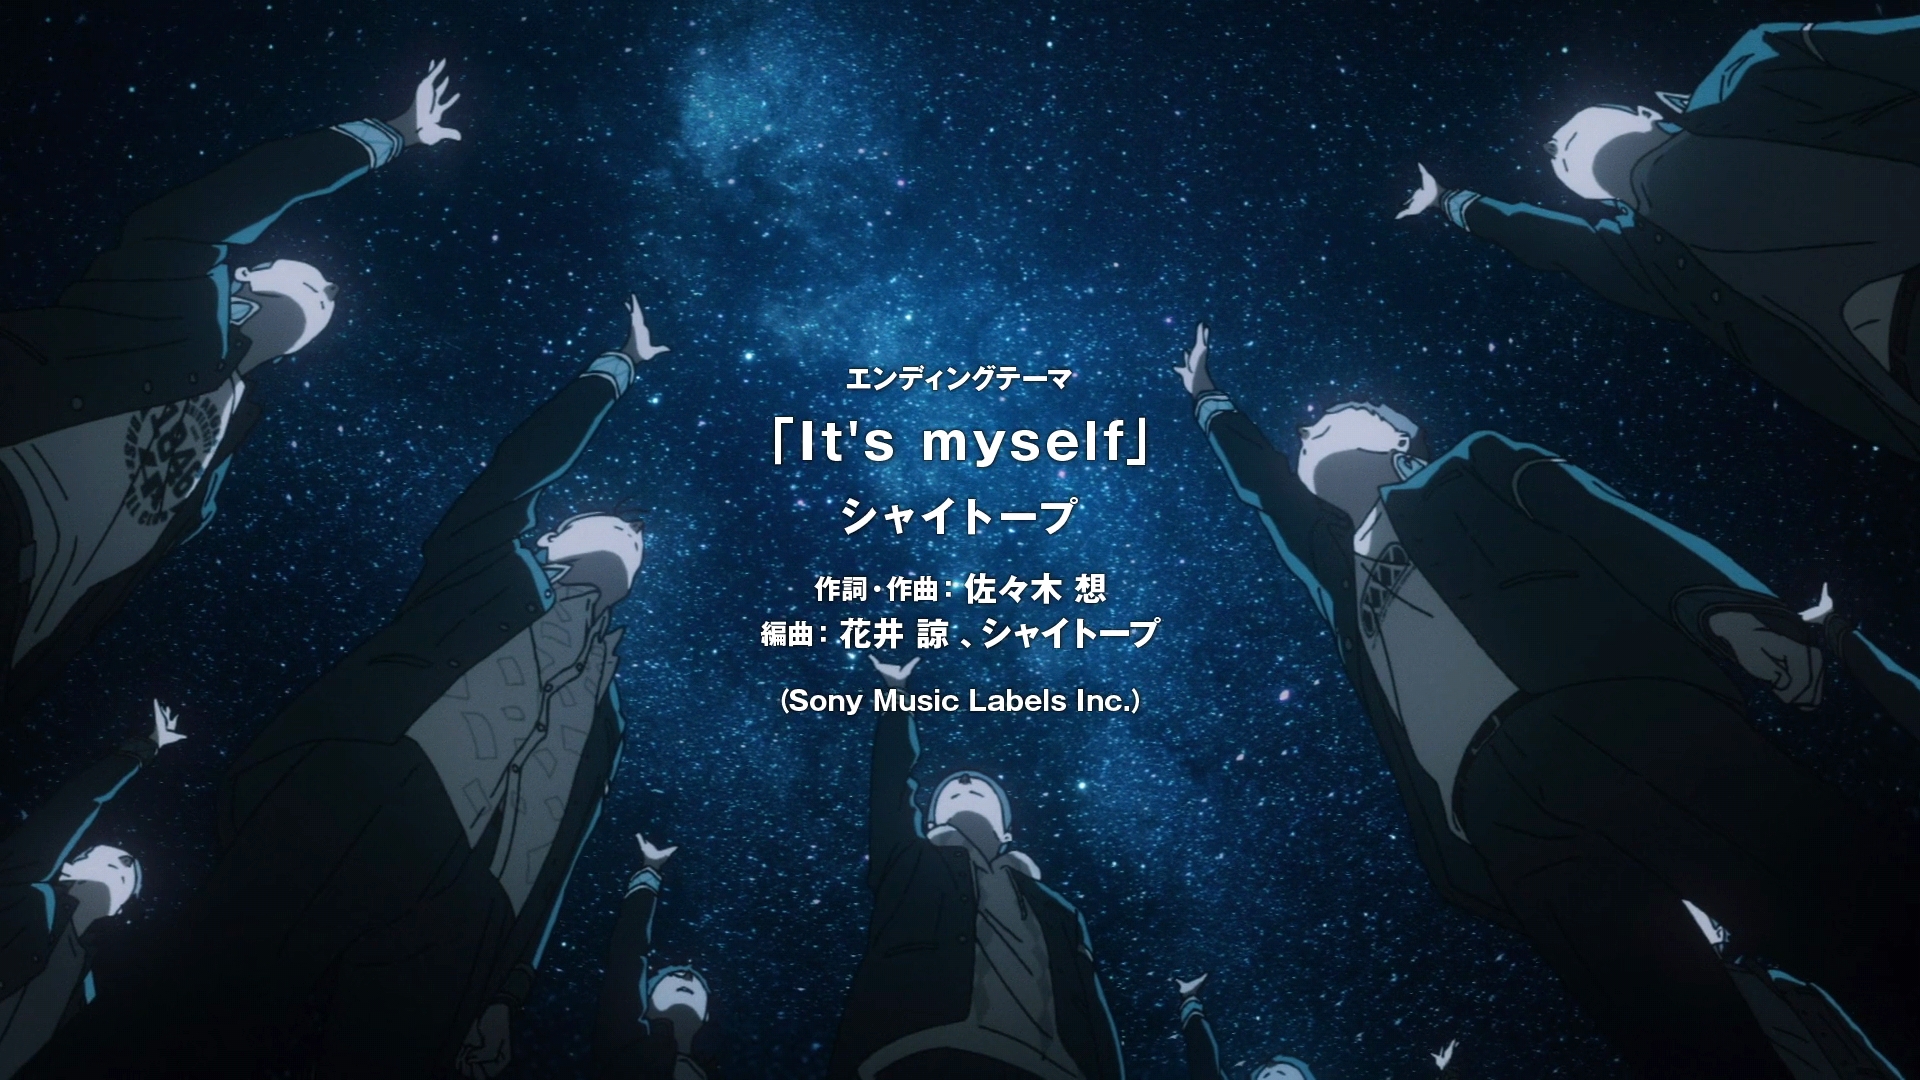 エンディングテーマ
「It's myself」
シャイトープ
作詞・作曲：佐々木 想
編曲：花井 諒 、シャイトープ
(Sony Music Labels Inc.)